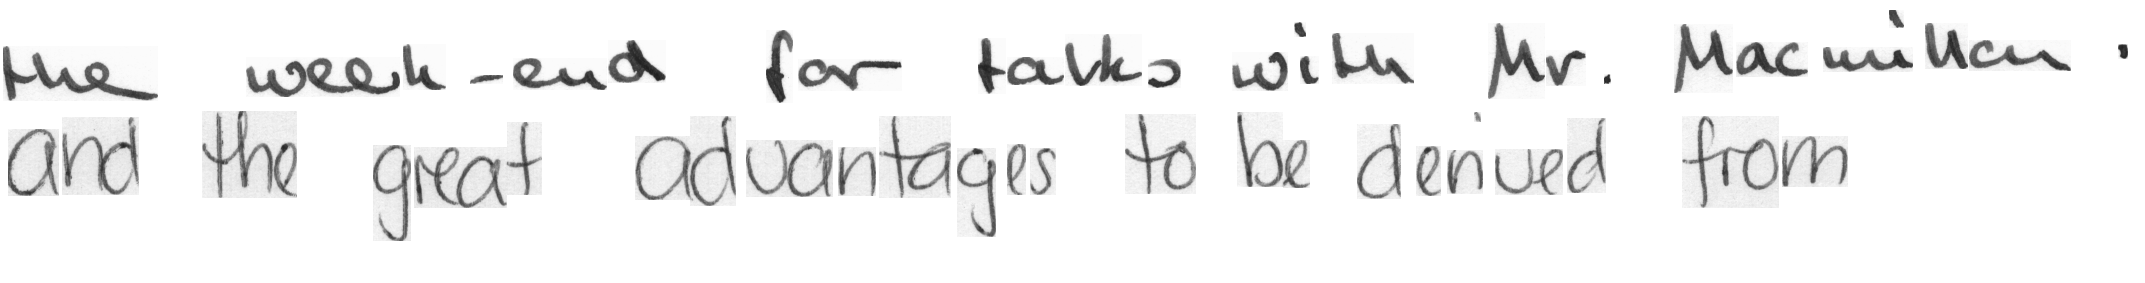 the week-end for talks with Mr. Macmillan.
and the great advantages to be derived from